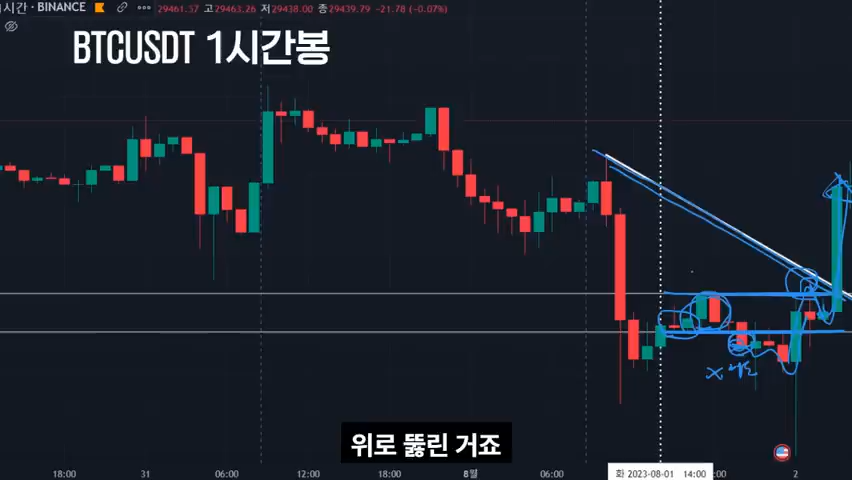 시간 · BINANCE 29461.37 고29463.26 저29438.00 종29439.79 -21.78 (-0.07%)
BTCUSDT 1시간봉
위로 뚫린 거죠
18:00 31 06:00 12:00 18:00 8월 06:00 화 2023-08-01 14:00 :00 2